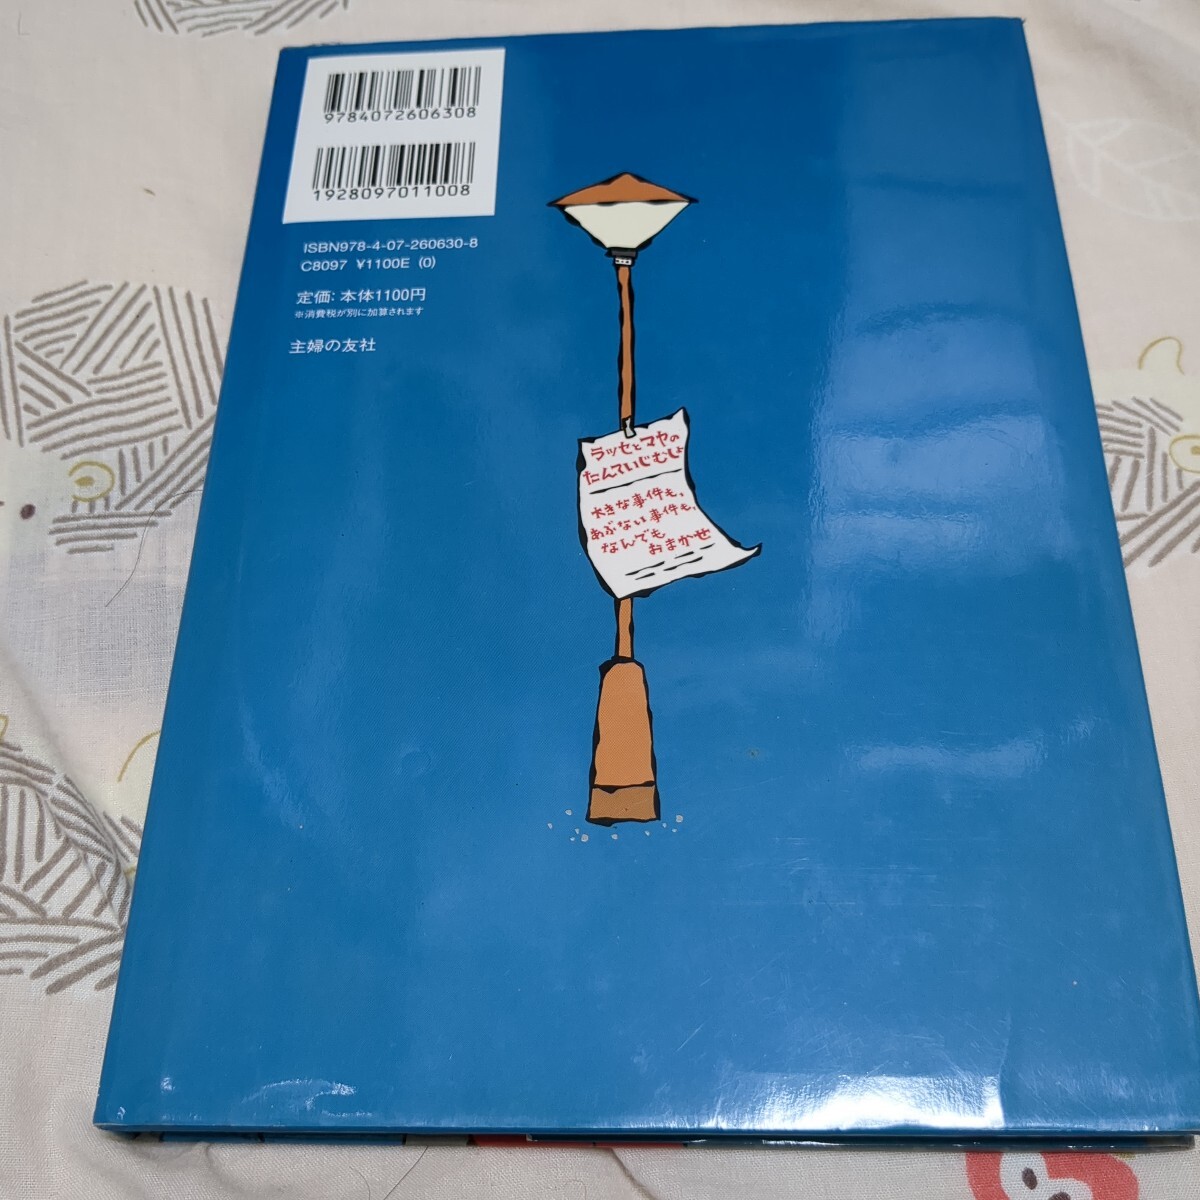 9784072606308
1928097011008
ISBN978-4-07-260630-8
C8097 ¥1100E (0)
定価: 本体1100円
※消費税が別に加算されます
主婦の友社
ラッセとマヤの
たんていじむしょ
大きな事件も、
あぶない事件も、
なんでも
おまかせ